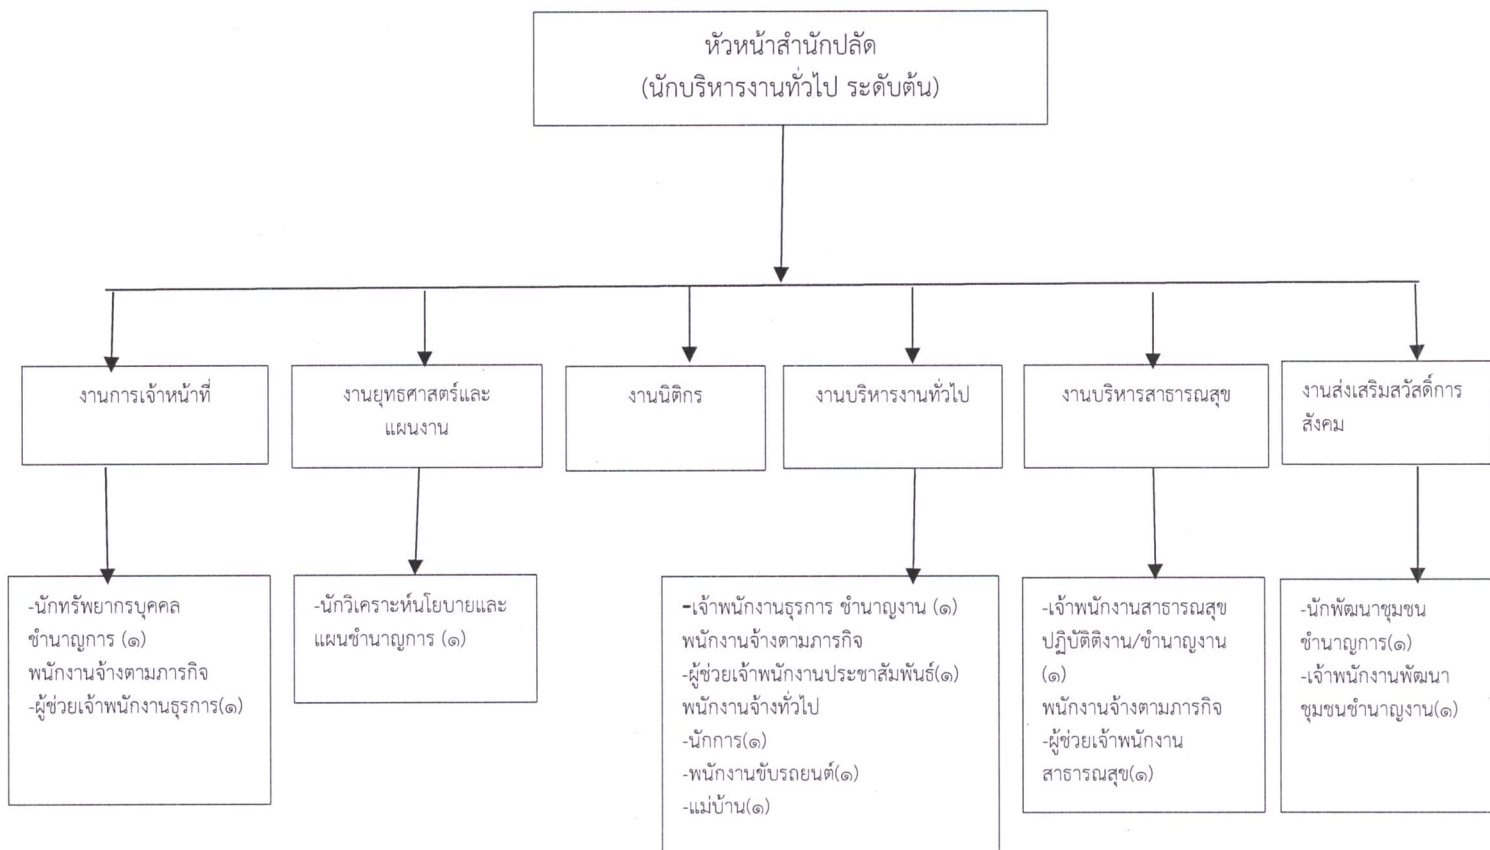 หัวหน้าสำนักปลัด
(นักบริหารงานทั่วไป ระดับต้น)
งานการเจ้าหน้าที่
งานยุทธศาสตร์และ
แผนงาน
งานนิติกร
งานบริหารงานทั่วไป
งานบริหารสาธารณสุข
งานส่งเสริมสวัสดิ์การ
สังคม
-นักทรัพยากรบุคคล
ชำนาญการ (๑)
พนักงานจ้างตามภารกิจ
-ผู้ช่วยเจ้าพนักงานธุรการ(๑)
-นักวิเคราะห์นโยบายและ
แผนชำนาญการ (๑)
-เจ้าพนักงานธุรการ ชำนาญงาน (๑)
พนักงานจ้างตามภารกิจ
-ผู้ช่วยเจ้าพนักงานประชาสัมพันธ์(๑)
พนักงานจ้างทั่วไป
-นักการ(๑)
-พนักงานขับรถยนต์(๑)
-แม่บ้าน(๑)
-เจ้าพนักงานสาธารณสุข
ปฏิบัติติงาน/ชำนาญงาน
(๑)
พนักงานจ้างตามภารกิจ
-ผู้ช่วยเจ้าพนักงาน
สาธารณสุข(๑)
-นักพัฒนาชุมชน
ชำนาญการ(๑)
-เจ้าพนักงานพัฒนา
ชุมชนชำนาญงาน(๑)